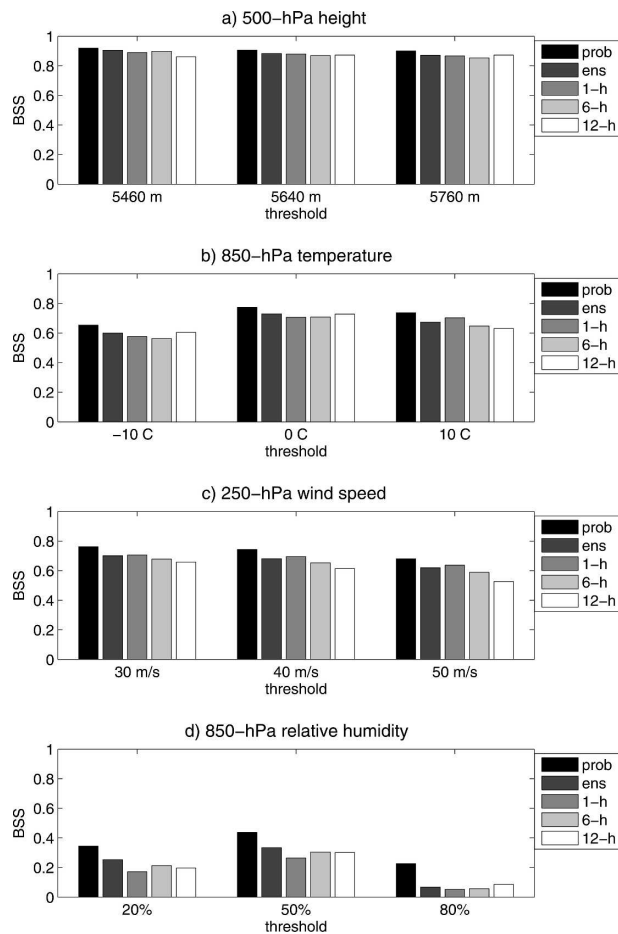 a) 500-hPa height
1
0.8
0.6
0.4
0.2
0
BSS
5460 m 5640 m 5760 m
threshold
prob
ens
1-h
6-h
12-h
b) 850-hPa temperature
1
0.8
0.6
0.4
0.2
0
BSS
-10 C 0 C 10 C
threshold
prob
ens
1-h
6-h
12-h
c) 250-hPa wind speed
1
0.8
0.6
0.4
0.2
0
BSS
30 m/s 40 m/s 50 m/s
threshold
prob
ens
1-h
6-h
12-h
d) 850-hPa relative humidity
1
0.8
0.6
0.4
0.2
0
BSS
20% 50% 80%
threshold
prob
ens
1-h
6-h
12-h